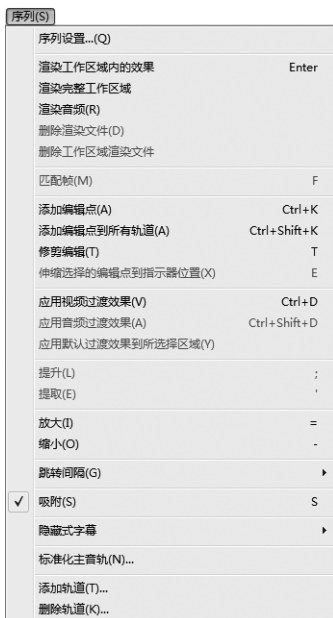 序列(S)
序列设置...(Q)
渲染工作区域内的效果 Enter
渲染完整工作区域
渲染音频(R)
删除渲染文件(D)
删除工作区域渲染文件
匹配帧(M) F
添加编辑点(A) Ctrl+K
添加编辑点到所有轨道(A) Ctrl+Shift+K
修剪编辑(T) T
伸缩选择的编辑点到指示器位置(X) E
应用视频过渡效果(V) Ctrl+D
应用音频过渡效果(A) Ctrl+Shift+D
应用默认过渡效果到所选择区域(Y)
提升(L) ;
提取(E) '
放大(I) =
缩小(O) -
跳转间隔(G)
吸附(S) S
隐藏式字幕
标准化主音轨(N)...
添加轨道(T)...
删除轨道(K)...